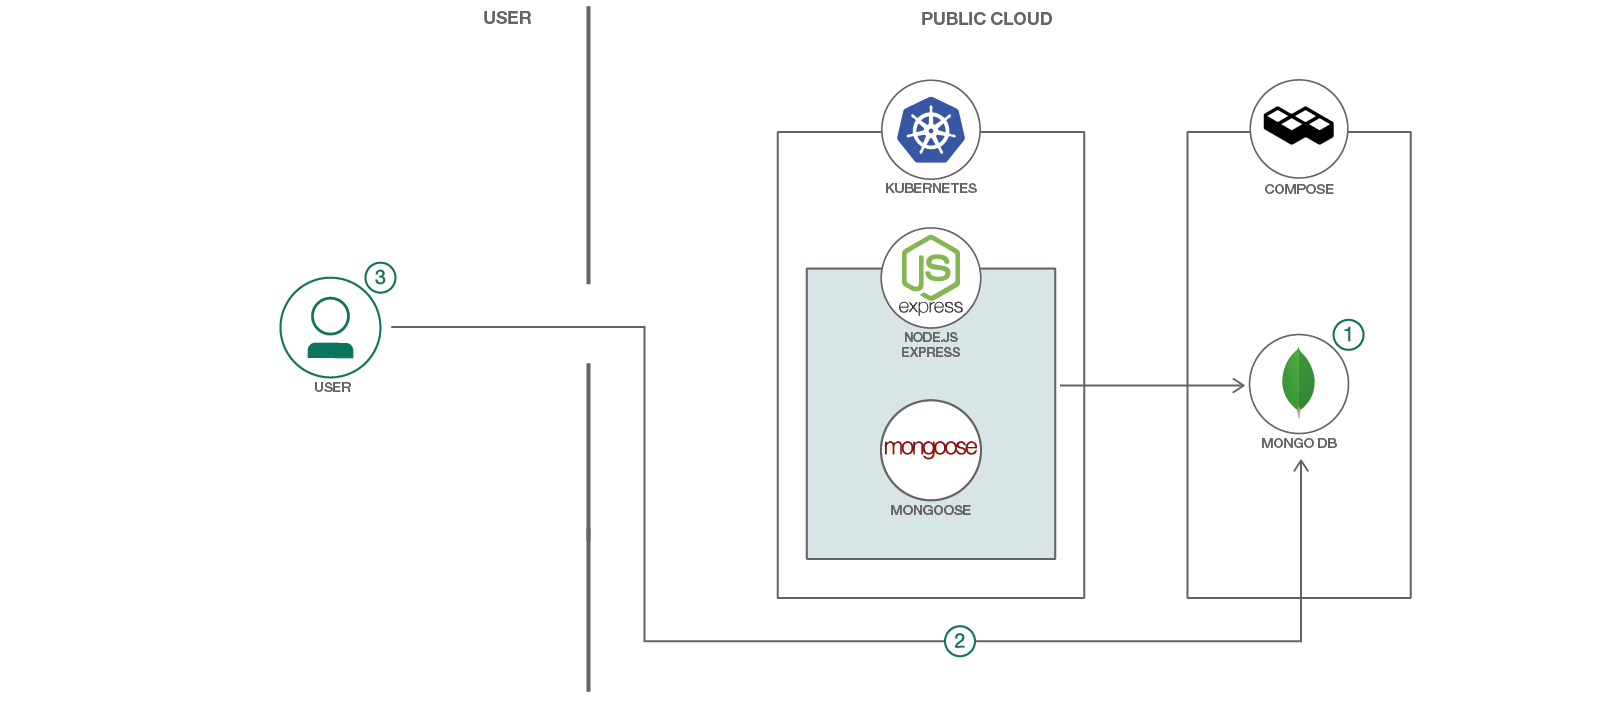 USER
PUBLIC CLOUD
KUBERNETES
COMPOSE
JS
express
NODE.JS
EXPRESS
3
USER
1
MONGO DB
mongoose
MONGOOSE
2